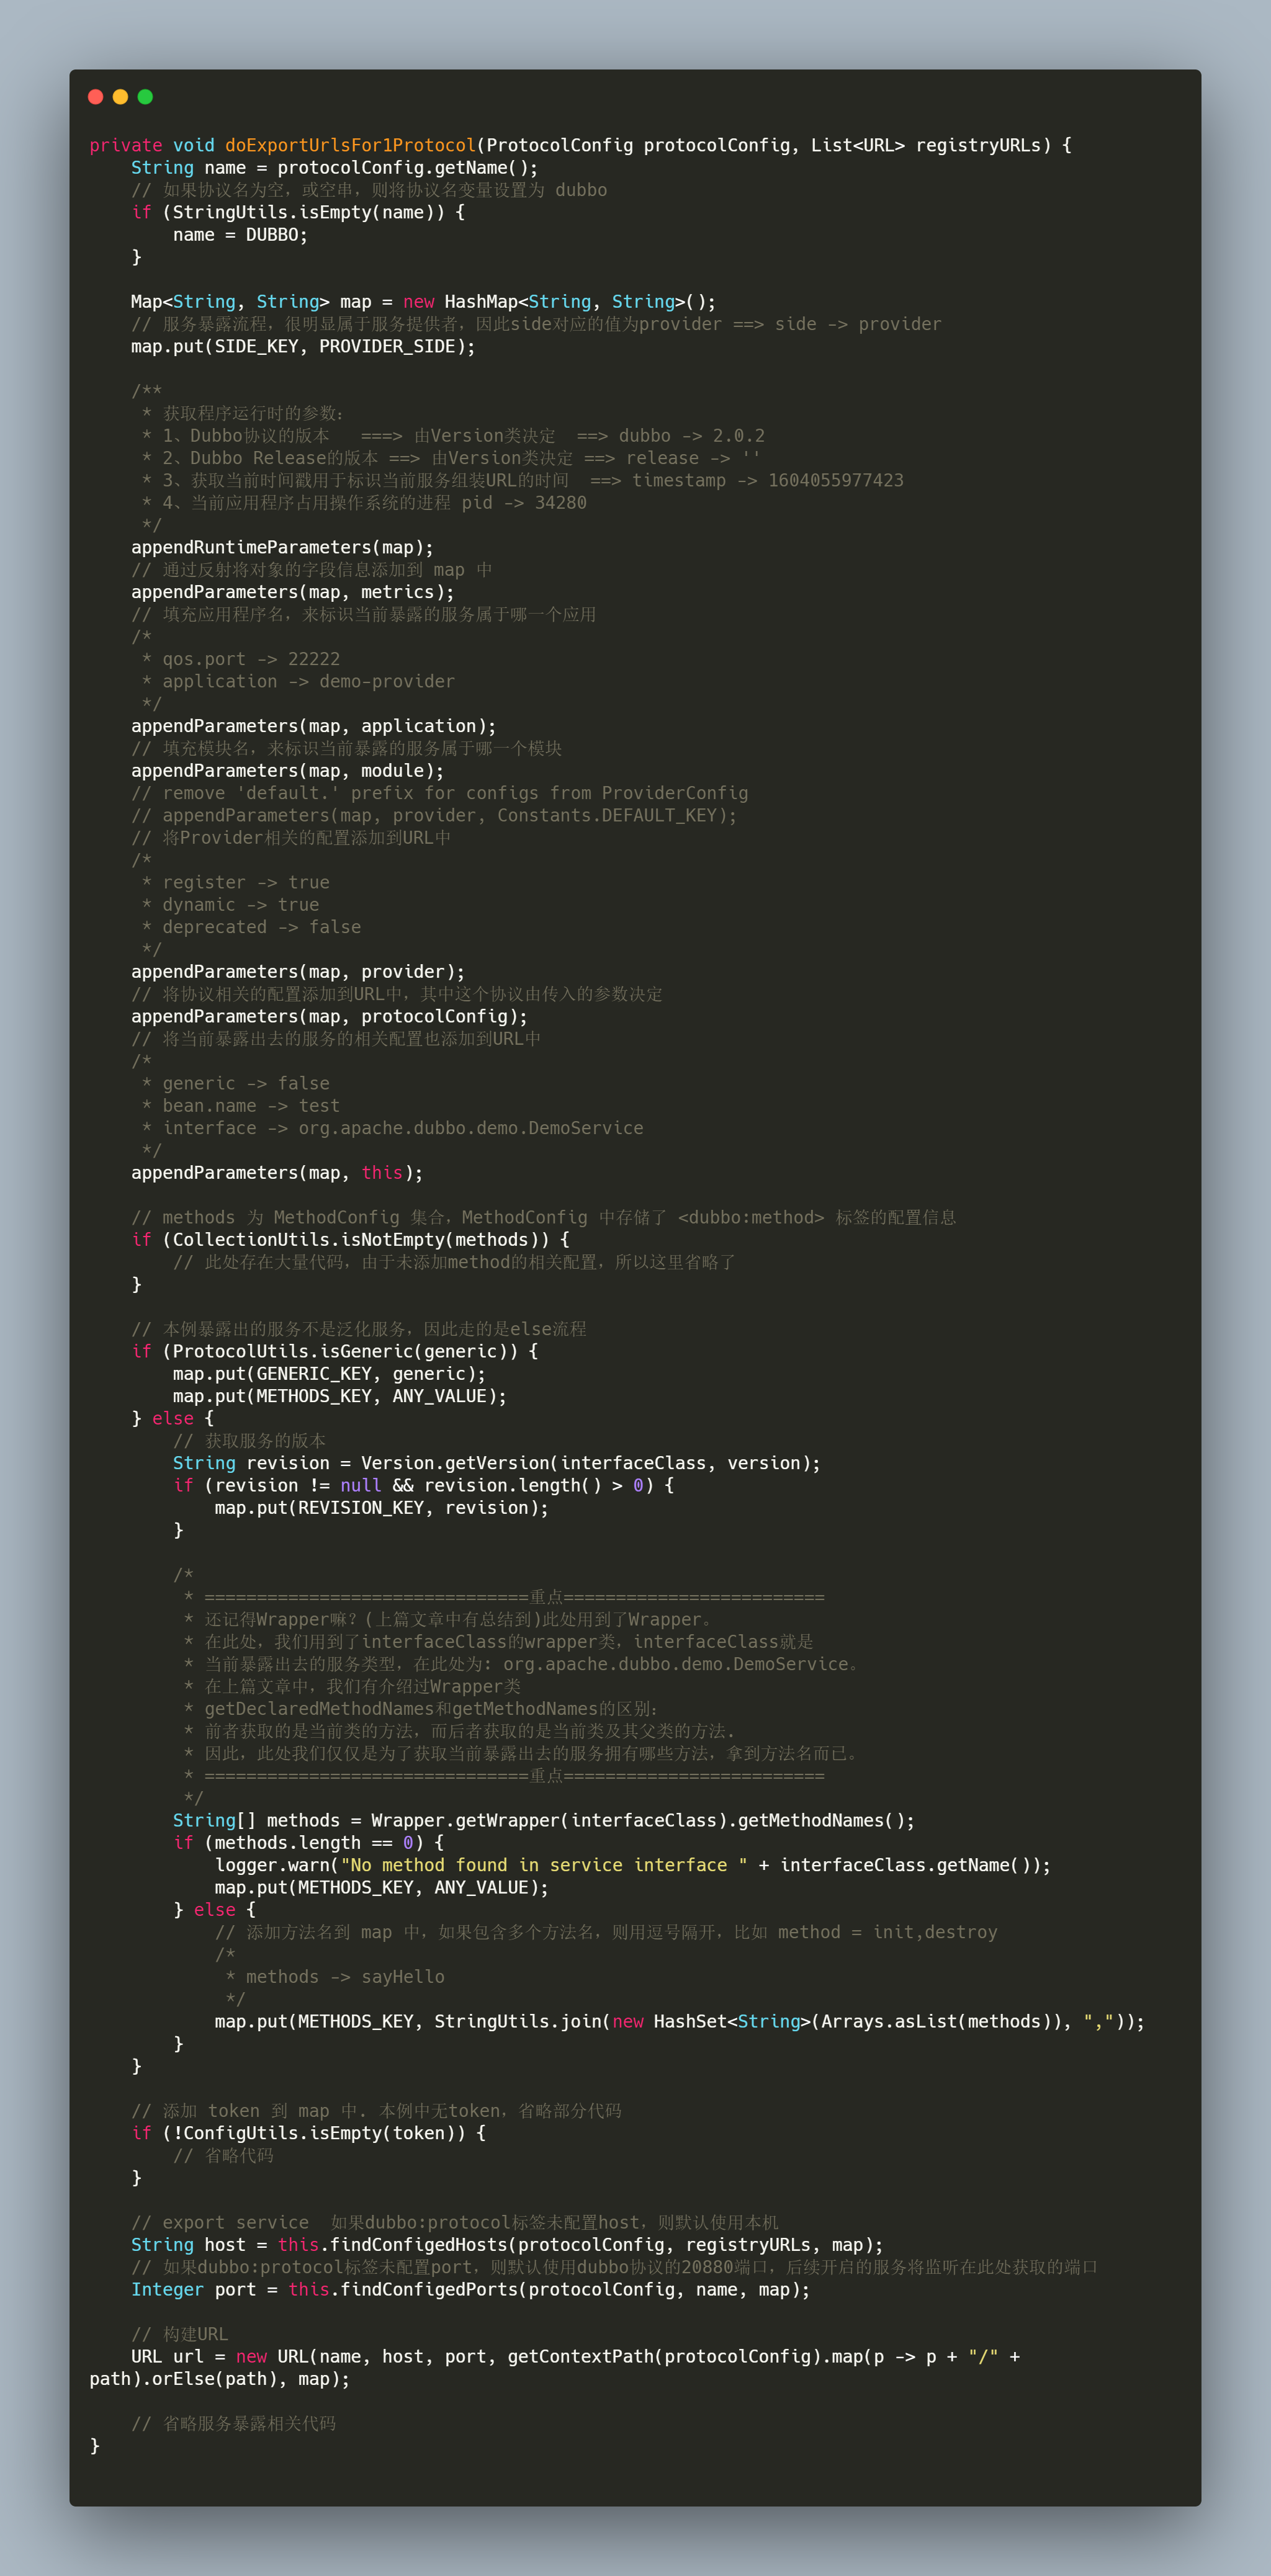 private void doExportUrlsFor1Protocol(ProtocolConfig protocolConfig, List<URL> registryURLs) {
    String name = protocolConfig.getName();
    // 如果协议名为空，或空串，则将协议名变量设置为 dubbo
    if (StringUtils.isEmpty(name)) {
        name = DUBBO;
    }

    Map<String, String> map = new HashMap<String, String>();
    // 服务暴露流程，很明显属于服务提供者，因此side对应的值为provider ==> side -> provider
    map.put(SIDE_KEY, PROVIDER_SIDE);

    /**
     * 获取程序运行时的参数：
     * 1、Dubbo协议的版本   ===> 由Version类决定  ==> dubbo -> 2.0.2
     * 2、Dubbo Release的版本 ==> 由Version类决定 ==> release -> ''
     * 3、获取当前时间戳用于标识当前服务组装URL的时间  ==> timestamp -> 1604055977423
     * 4、当前应用程序占用操作系统的进程 pid -> 34280
     */
    appendRuntimeParameters(map);
    // 通过反射将对象的字段信息添加到 map 中
    appendParameters(map, metrics);
    // 填充应用程序名，来标识当前暴露的服务属于哪一个应用
    /*
     * qos.port -> 22222
     * application -> demo-provider
     */
    appendParameters(map, application);
    // 填充模块名，来标识当前暴露的服务属于哪一个模块
    appendParameters(map, module);
    // remove 'default.' prefix for configs from ProviderConfig
    // appendParameters(map, provider, Constants.DEFAULT_KEY);
    // 将Provider相关的配置添加到URL中
    /*
     * register -> true
     * dynamic -> true
     * deprecated -> false
     */
    appendParameters(map, provider);
    // 将协议相关的配置添加到URL中，其中这个协议由传入的参数决定
    appendParameters(map, protocolConfig);
    // 将当前暴露出去的服务的相关配置也添加到URL中
    /*
     * generic -> false
     * bean.name -> test
     * interface -> org.apache.dubbo.demo.DemoService
     */
    appendParameters(map, this);

    // methods 为 MethodConfig 集合，MethodConfig 中存储了 <dubbo:method> 标签的配置信息
    if (CollectionUtils.isNotEmpty(methods)) {
        // 此处存在大量代码，由于未添加method的相关配置，所以这里省略了
    }

    // 本例暴露出的服务不是泛化服务，因此走的是else流程
    if (ProtocolUtils.isGeneric(generic)) {
        map.put(GENERIC_KEY, generic);
        map.put(METHODS_KEY, ANY_VALUE);
    } else {
        // 获取服务的版本
        String revision = Version.getVersion(interfaceClass, version);
        if (revision != null && revision.length() > 0) {
            map.put(REVISION_KEY, revision);
        }

        /*
         * ===============================重点=========================
         * 还记得Wrapper嘛？(上篇文章中有总结到)此处用到了Wrapper。
         * 在此处，我们用到了interfaceClass的wrapper类，interfaceClass就是
         * 当前暴露出去的服务类型，在此处为: org.apache.dubbo.demo.DemoService。
         * 在上篇文章中，我们有介绍过Wrapper类
         * getDeclaredMethodNames和getMethodNames的区别：
         * 前者获取的是当前类的方法，而后者获取的是当前类及其父类的方法.
         * 因此，此处我们仅仅是为了获取当前暴露出去的服务拥有哪些方法，拿到方法名而已。
         * ===============================重点=========================
         */
        String[] methods = Wrapper.getWrapper(interfaceClass).getMethodNames();
        if (methods.length == 0) {
            logger.warn("No method found in service interface " + interfaceClass.getName());
            map.put(METHODS_KEY, ANY_VALUE);
        } else {
            // 添加方法名到 map 中，如果包含多个方法名，则用逗号隔开，比如 method = init,destroy
            /*
             * methods -> sayHello
             */
            map.put(METHODS_KEY, StringUtils.join(new HashSet<String>(Arrays.asList(methods)), ","));
        }
    }

    // 添加 token 到 map 中. 本例中无token，省略部分代码
    if (!ConfigUtils.isEmpty(token)) {
        // 省略代码
    }

    // export service  如果dubbo:protocol标签未配置host，则默认使用本机
    String host = this.findConfigedHosts(protocolConfig, registryURLs, map);
    // 如果dubbo:protocol标签未配置port，则默认使用dubbo协议的20880端口，后续开启的服务将监听在此处获取的端口
    Integer port = this.findConfigedPorts(protocolConfig, name, map);

    // 构建URL
    URL url = new URL(name, host, port, getContextPath(protocolConfig).map(p -> p + "/" +
path).orElse(path), map);

    // 省略服务暴露相关代码
}